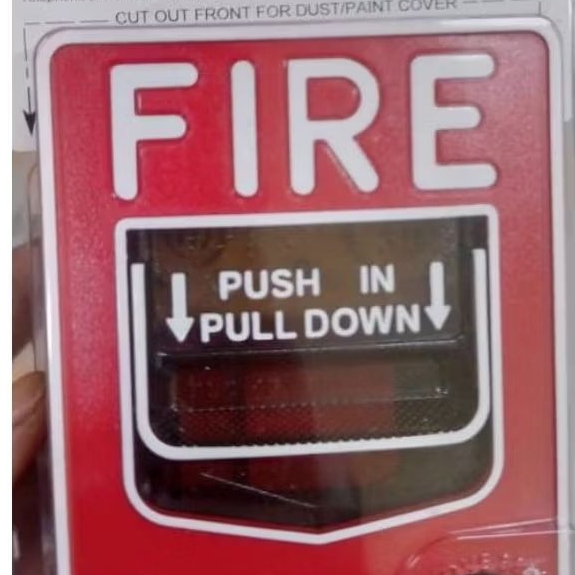 CUT OUT FRONT FOR DUST/PAINT COVER
FIRE
PUSH IN
PULL DOWN